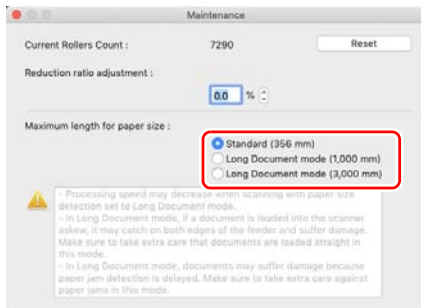 Maintenance
Current Rollers Count : 7290 Reset
Reduction ratio adjustment :
0.0 %
Maximum length for paper size :
Standard (356 mm)
Long Document mode (1,000 mm)
Long Document mode (3,000 mm)
- Processing speed may decrease when scanning with paper size
detection set to Long Document mode.
- In Long Document mode, if a document is loaded into the scanner
askew, it may catch on both edges of the feeder and suffer damage.
Make sure to take extra care that documents are loaded straight in
this mode.
- In Long Document mode, documents may suffer damage because
paper jam detection is delayed. Make sure to take extra care against
paper jams in this mode.